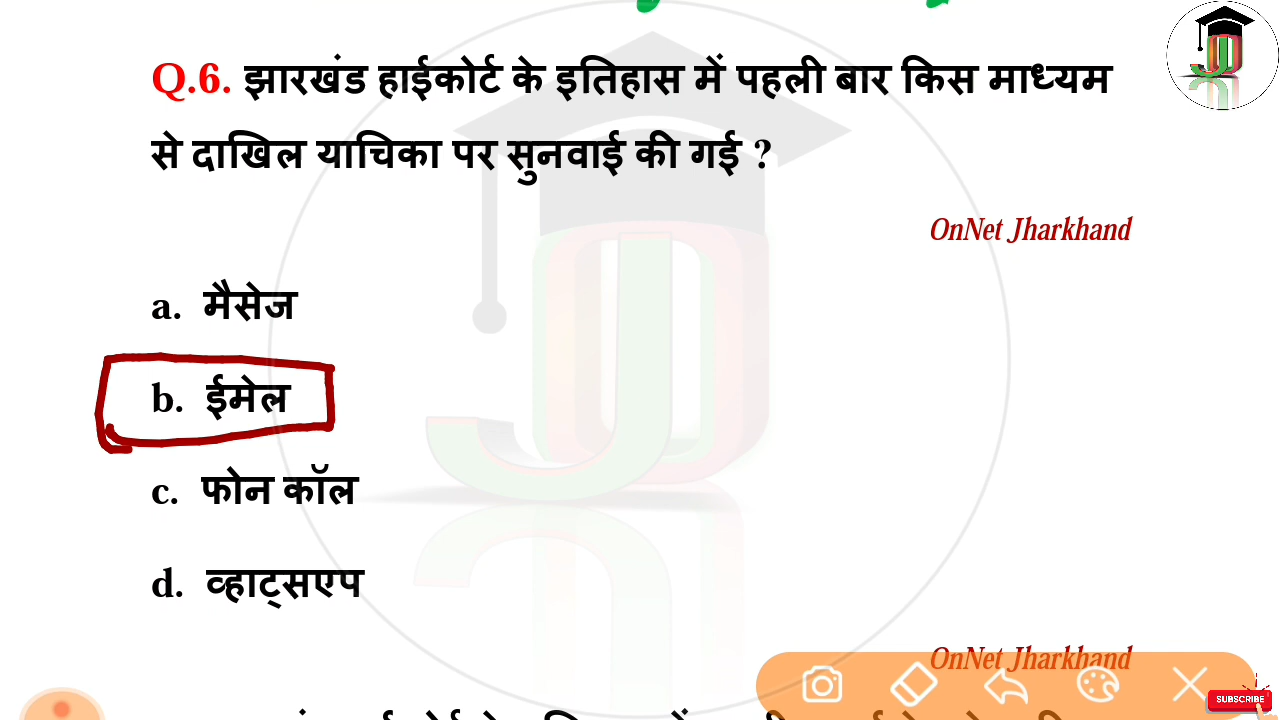 Q.6. झारखंड हाईकोर्ट के इतिहास में पहली बार किस माध्यम
से दाखिल याचिका पर सुनवाई की गई ?
OnNet Jharkhand
a. मैसेज
b. ईमेल
c. फोन कॉल
d. व्हाट्सएप
OnNet Jharkhand
SUBSCRIBE